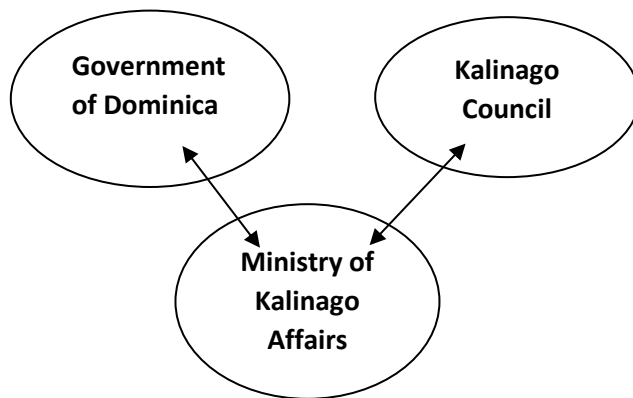 Government
of Dominica
Kalinago
Council
Ministry of
Kalinago
Affairs